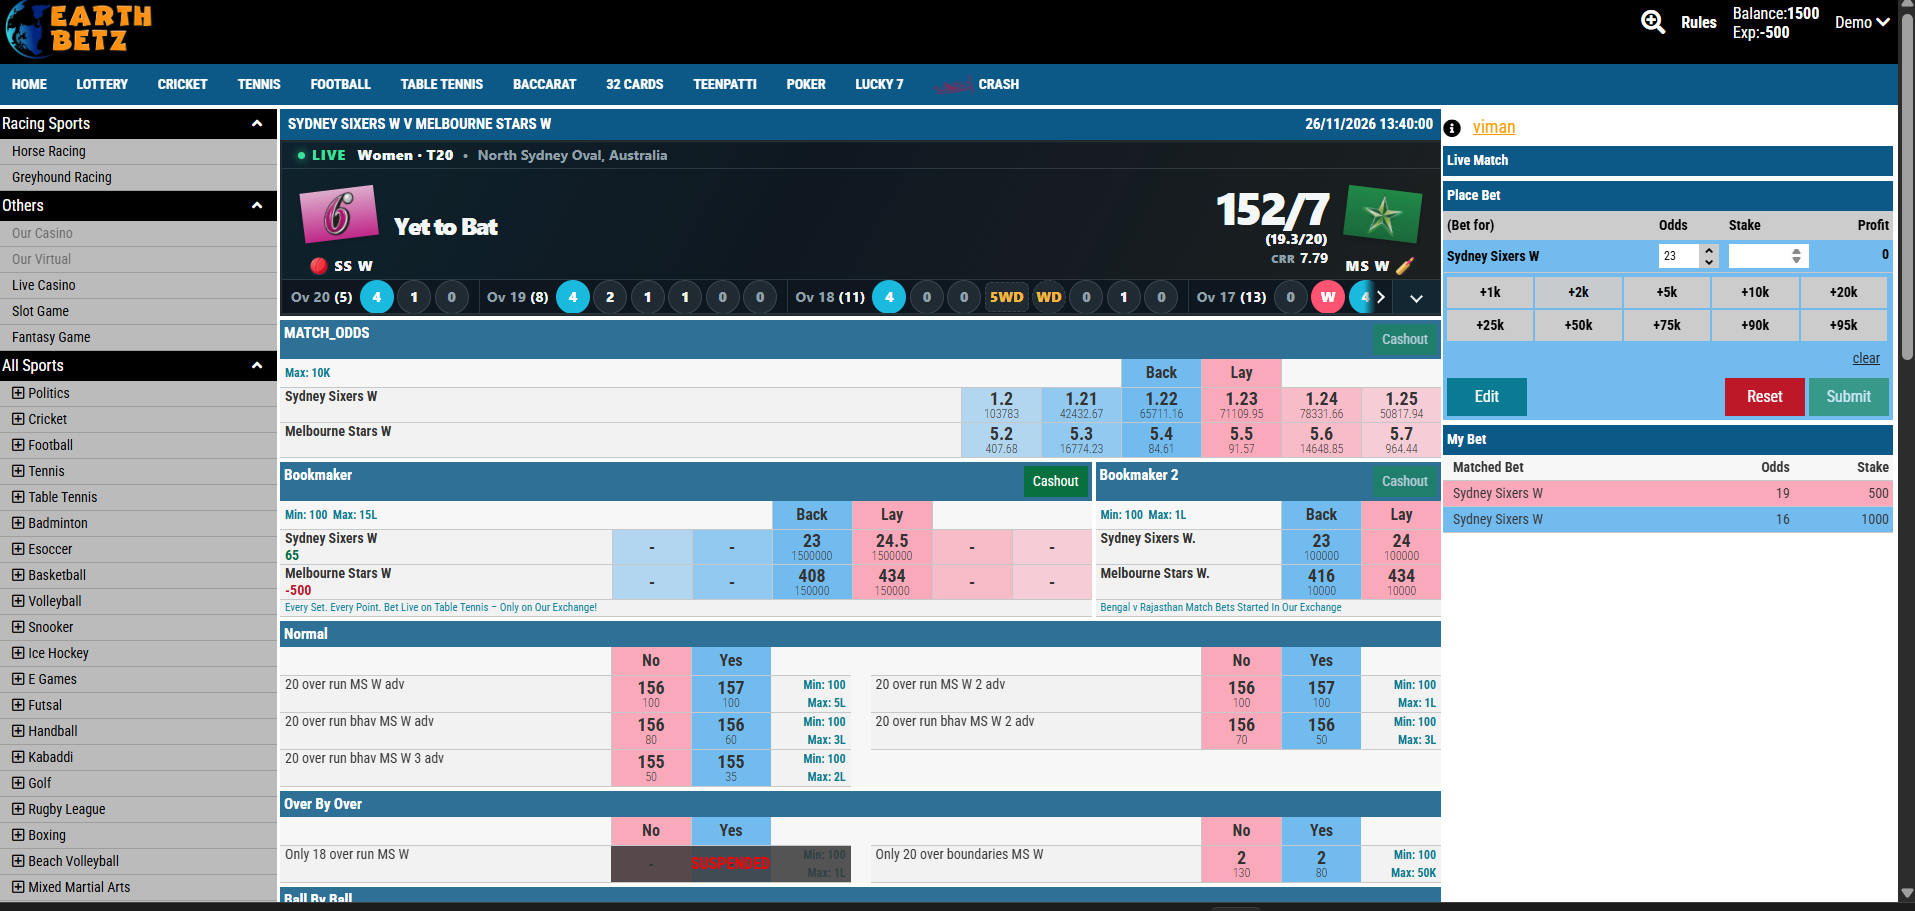 EARTH
BETZ
Rules
Balance:1500
Exp:-500
Demo
HOME LOTTERY CRICKET TENNIS FOOTBALL TABLE TENNIS BACCARAT 32 CARDS TEENPATTI POKER LUCKY 7 CRASH
Racing Sports
Horse Racing
Greyhound Racing
Others
Our Casino
Our Virtual
Live Casino
Slot Game
Fantasy Game
All Sports
Politics
Cricket
Football
Tennis
Table Tennis
Badminton
Esoccer
Basketball
Volleyball
Snooker
Ice Hockey
E Games
Futsal
Handball
Kabaddi
Golf
Rugby League
Boxing
Beach Volleyball
Mixed Martial Arts
SYDNEY SIXERS W V MELBOURNE STARS W 26/11/2026 13:40:00
LIVE Women • T20 • North Sydney Oval, Australia
6
Yet to Bat
SS W
152/7
(19.3/20)
CRR 7.79
MS W
Ov 20 (5) 4 1 0 Ov 19 (8) 4 2 1 1 0 0 Ov 18 (11) 4 0 0 5WD WD 0 1 0 Ov 17 (13) 0 W 4
MATCH_ODDS Cashout
Max: 10K Back Lay
Sydney Sixers W 1.2 1.21 1.22 1.23 1.24 1.25
103783 42432.67 65711.16 71109.95 78331.66 50817.94
Melbourne Stars W 5.2 5.3 5.4 5.5 5.6 5.7
407.68 16774.23 84.61 91.57 14648.85 964.44
Bookmaker Cashout
Min: 100 Max: 15L Back Lay
Sydney Sixers W - - 23 24.5 - -
65 1500000 1500000
Melbourne Stars W - - 408 434 - -
-500 150000 150000
Every Set. Every Point. Bet Live on Table Tennis – Only on Our Exchange!
Bookmaker 2 Cashout
Min: 100 Max: 1L Back Lay
Sydney Sixers W. 23 24
100000 100000
Melbourne Stars W. 416 434
10000 10000
Bengal v Rajasthan Match Bets Started In Our Exchange
Normal
No Yes
20 over run MS W adv 156 157 Min: 100
100 100 Max: 5L
20 over run bhav MS W adv 156 156 Min: 100
80 60 Max: 3L
20 over run bhav MS W 3 adv 155 155 Min: 100
50 35 Max: 2L
No Yes
20 over run MS W 2 adv 156 157 Min: 100
100 100 Max: 1L
20 over run bhav MS W 2 adv 156 156 Min: 100
70 50 Max: 3L
Over By Over
No Yes
Only 18 over run MS W - SUSPENDED Min: 100
Max: 1L
No Yes
Only 20 over boundaries MS W 2 2 Min: 100
130 80 Max: 50K
Ball By Ball
viman
Live Match
Place Bet
(Bet for) Odds Stake Profit
Sydney Sixers W 23 0
+1k +2k +5k +10k +20k
+25k +50k +75k +90k +95k
clear
Edit Reset Submit
My Bet
Matched Bet Odds Stake
Sydney Sixers W 19 500
Sydney Sixers W 16 1000